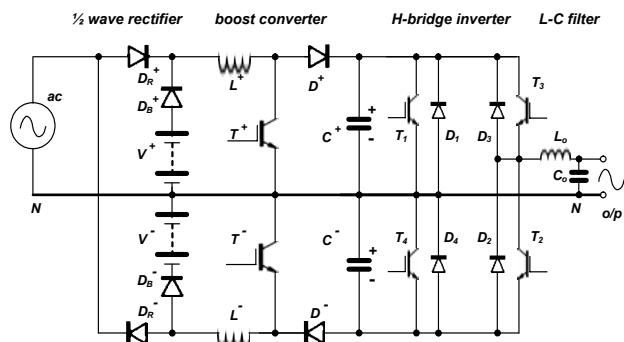 ½ wave rectifier boost converter H-bridge inverter L-C filter
ac
D_R^+
D_B^+
V^+
L^+
T^+
D^+
C^+
+
-
T_1
D_1
D_3
T_3
L_o
C_o
N
N
o/p
V^-
D_B^-
D_R^-
T^-
L^-
C^-
+
-
D^-
T_4
D_4
D_2
T_2